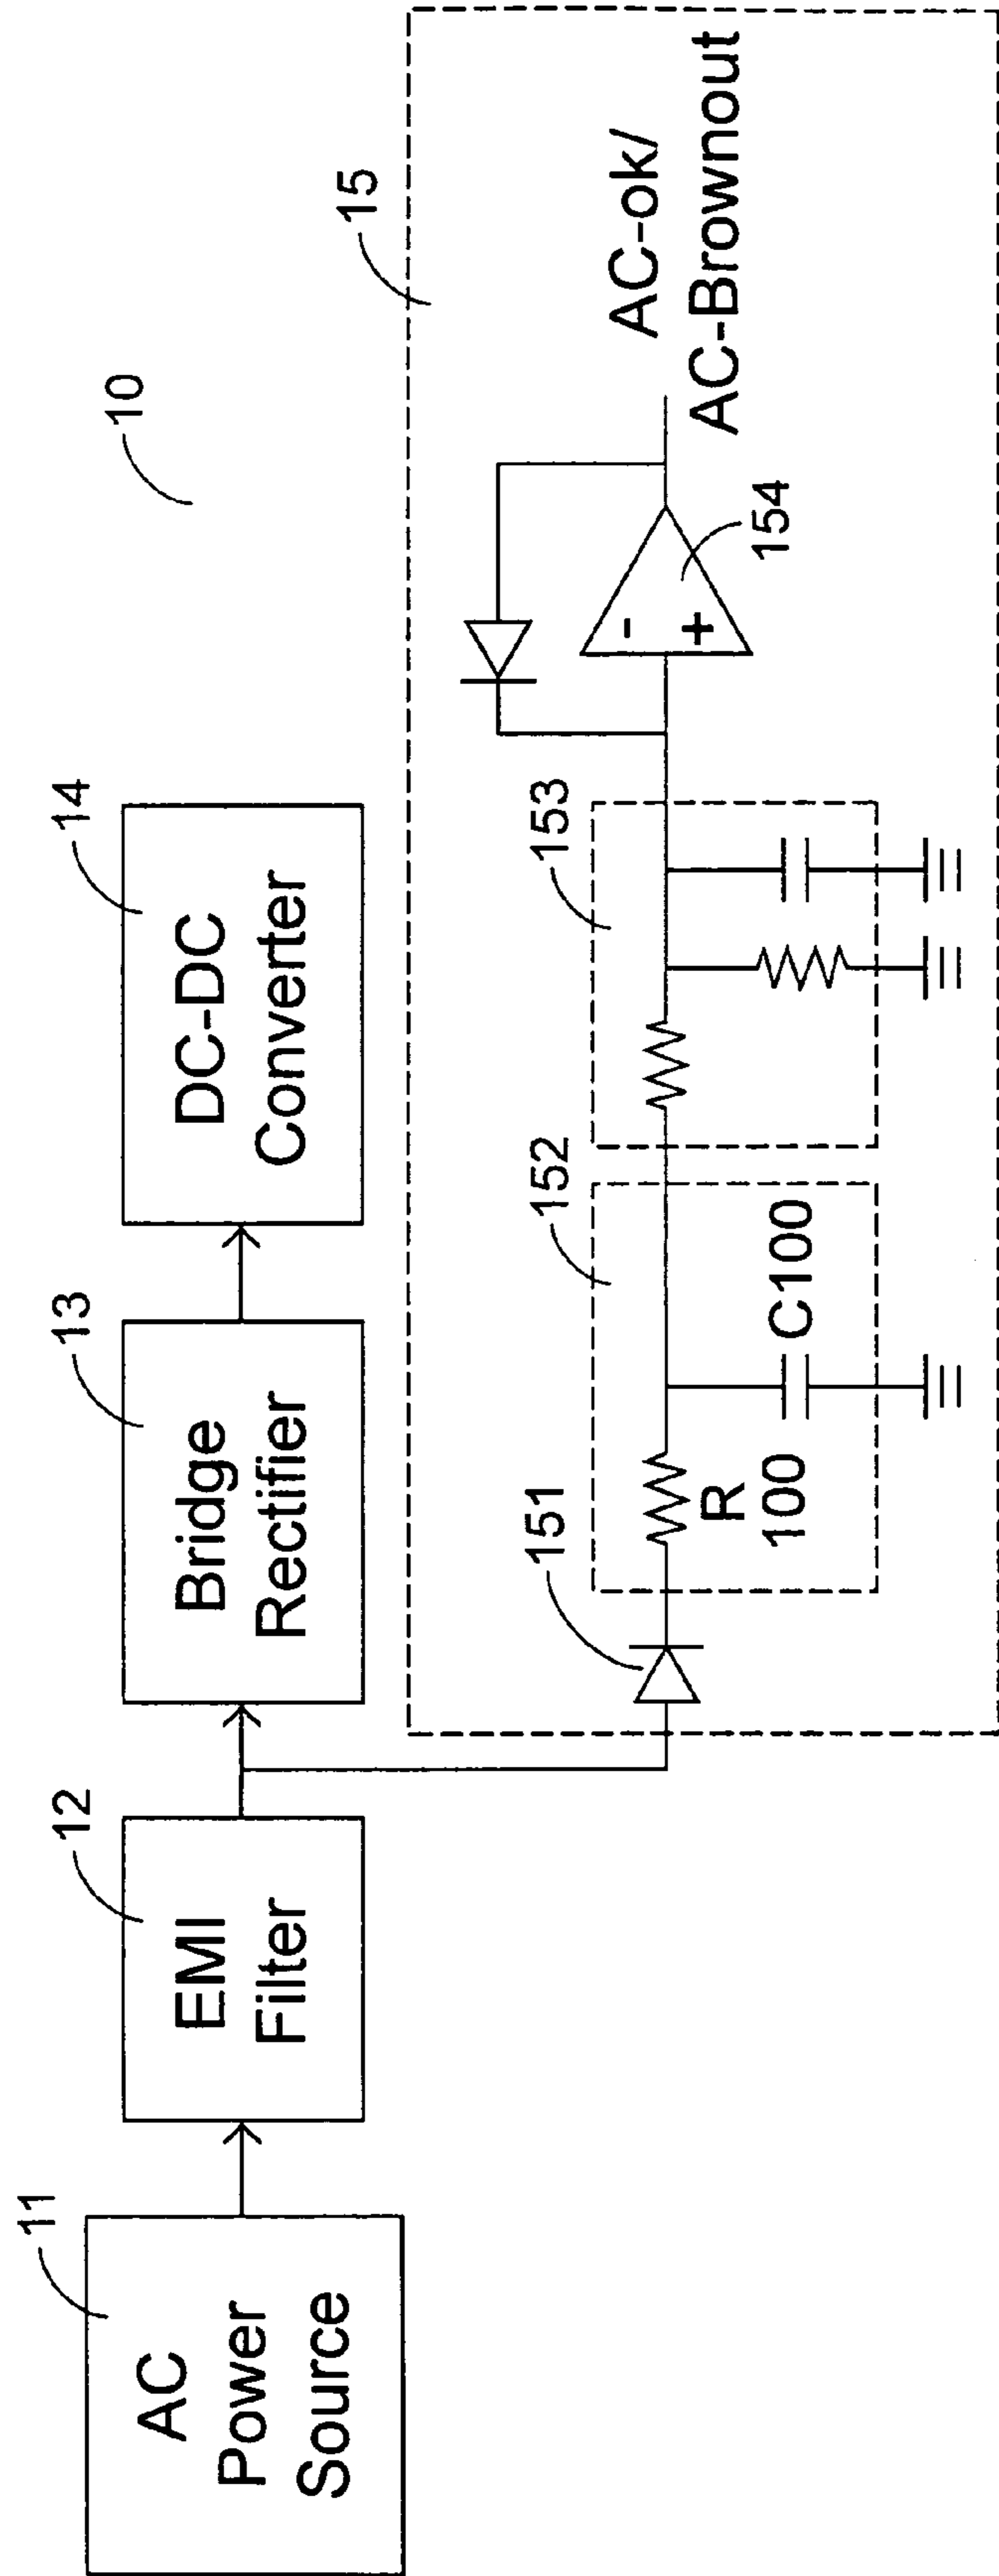 10
11
AC
Power
Source
12
EMI
Filter
13
Bridge
Rectifier
14
DC-DC
Converter
15
151
152
R
100
C100
153
-
+
154
AC-ok/
AC-Brownout